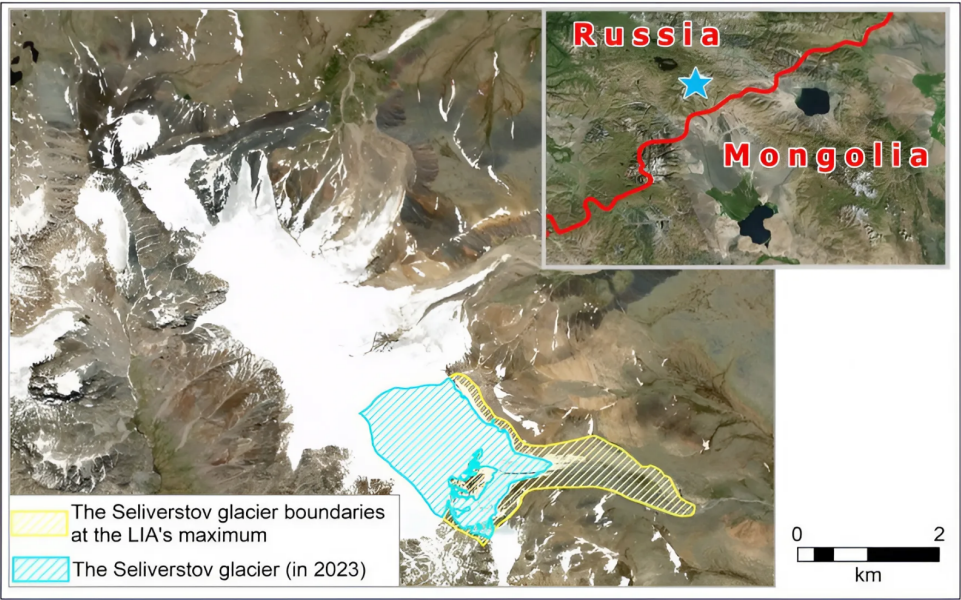 Russia
Mongolia
The Seliverstov glacier boundaries
at the LIA's maximum
The Seliverstov glacier (in 2023)
0 2
km